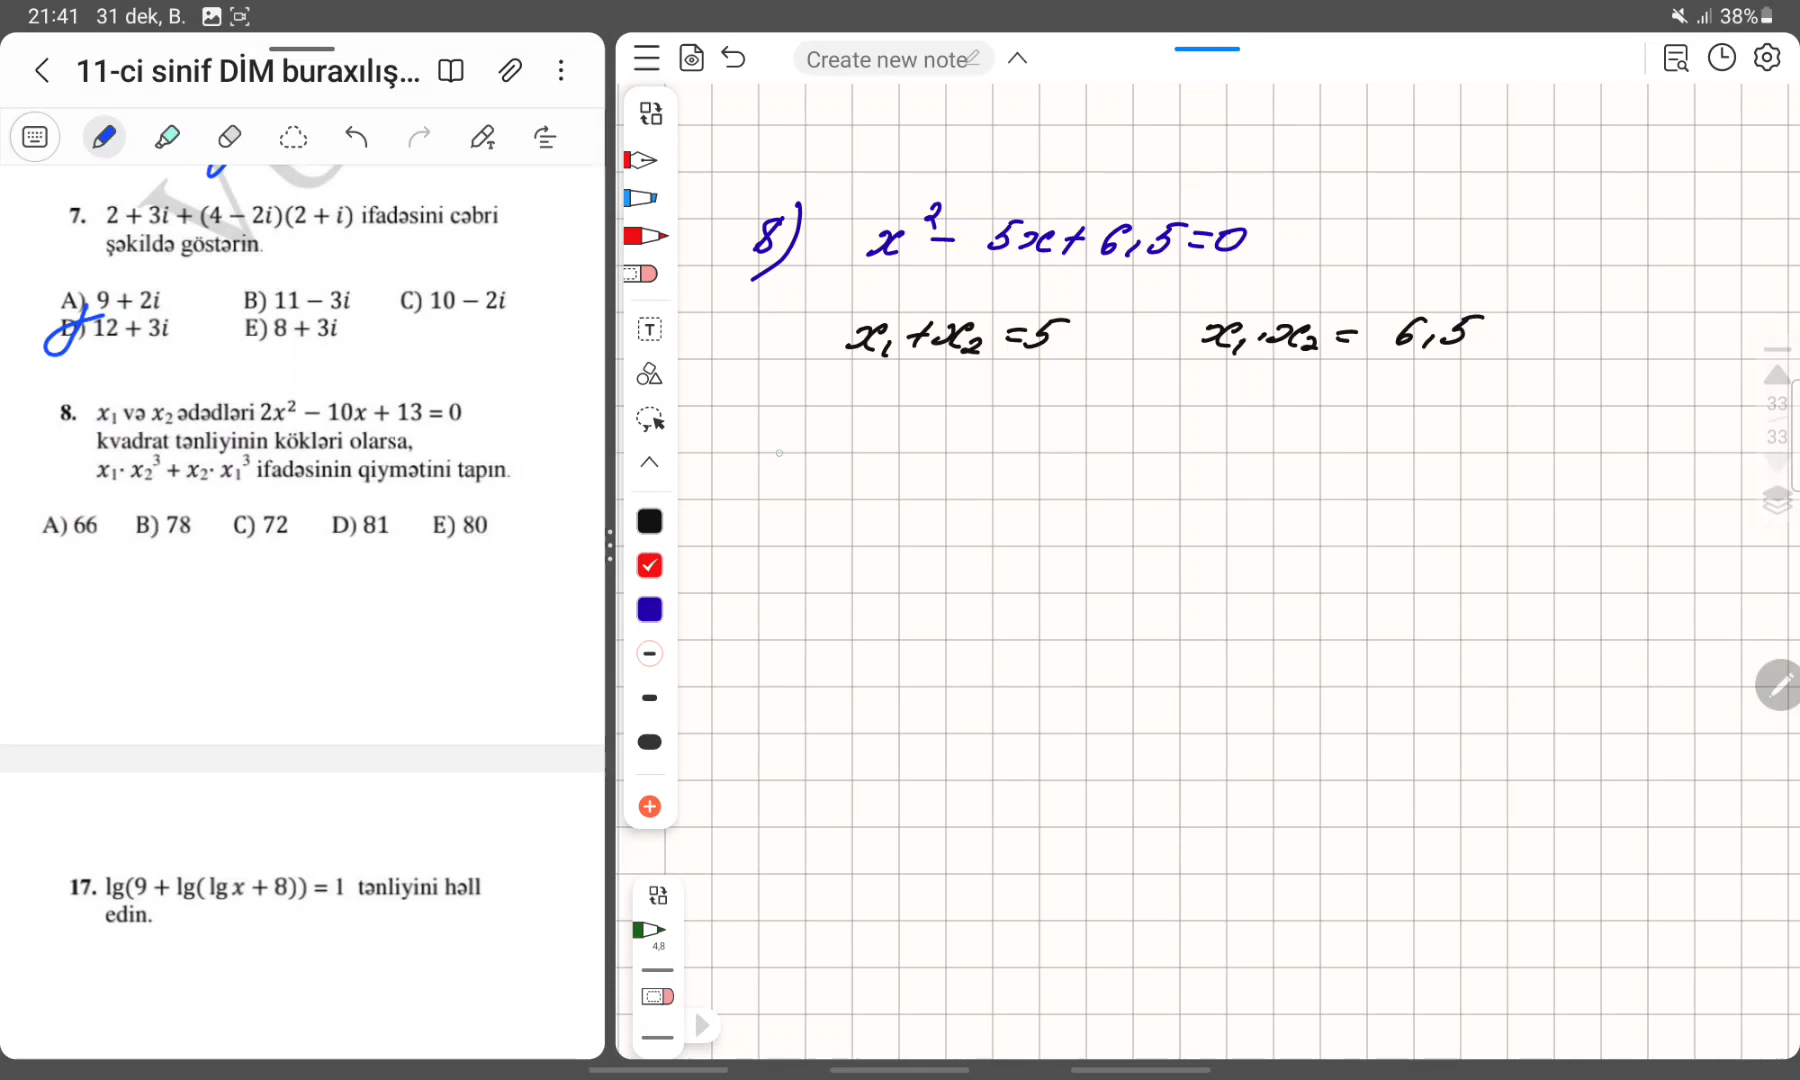 21:41 31 dek, B.
38%
11-ci sinif DİM buraxılış...
Create new note
7. 2 + 3i + (4 − 2i)(2 + i) ifadəsini cəbri
şəkildə göstərin.
A) 9 + 2i B) 11 − 3i C) 10 − 2i
D) 12 + 3i E) 8 + 3i
8. x₁ və x₂ ədədləri 2x² − 10x + 13 = 0
kvadrat tənliyinin kökləri olarsa,
x₁· x₂³ + x₂· x₁³ ifadəsinin qiymətini tapın.
A) 66 B) 78 C) 72 D) 81 E) 80
17. lg(9 + lg(lg x + 8)) = 1 tənliyini həll
edin.
8) x² − 5x + 6,5 = 0
x₁ + x₂ = 5 x₁ · x₂ = 6,5
T
4,8
33
33